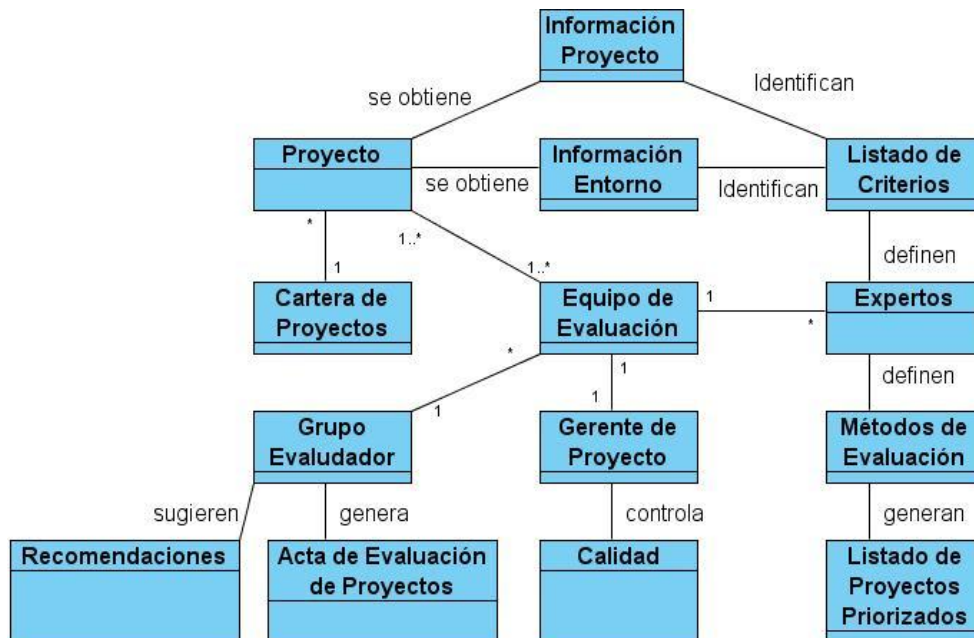 Información
Proyecto
se obtiene
Identifican
Proyecto
Información
Entorno
Listado de
Criterios
se obtiene
Identifican
*
1..*
definen
1
1..*
Cartera de
Proyectos
Equipo de
Evaluación
1
*
Expertos
*
1
definen
1
1
Grupo
Evaludador
Gerente de
Proyecto
Métodos de
Evaluación
sugieren
genera
controla
generan
Recomendaciones
Acta de Evaluación
de Proyectos
Calidad
Listado de
Proyectos
Priorizados